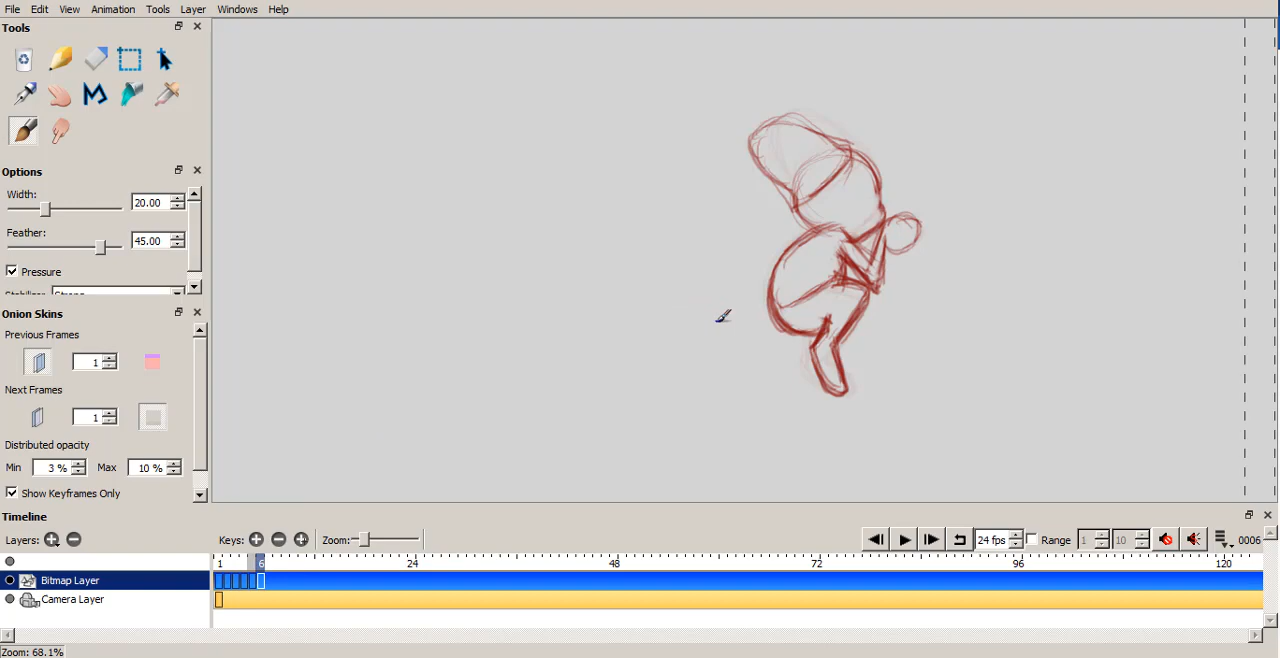 File Edit View Animation Tools Layer Windows Help
Tools
Options
Width:
20.00
Feather:
45.00
Pressure
Onion Skins
Previous Frames
1
Next Frames
1
Distributed opacity
Min 3 % Max 10 %
Show Keyframes Only
Timeline
Layers: Keys: Zoom: 24 fps Range 1 10 0006
1 6 24 48 72 96 120
Bitmap Layer
Camera Layer
Zoom: 68.1%